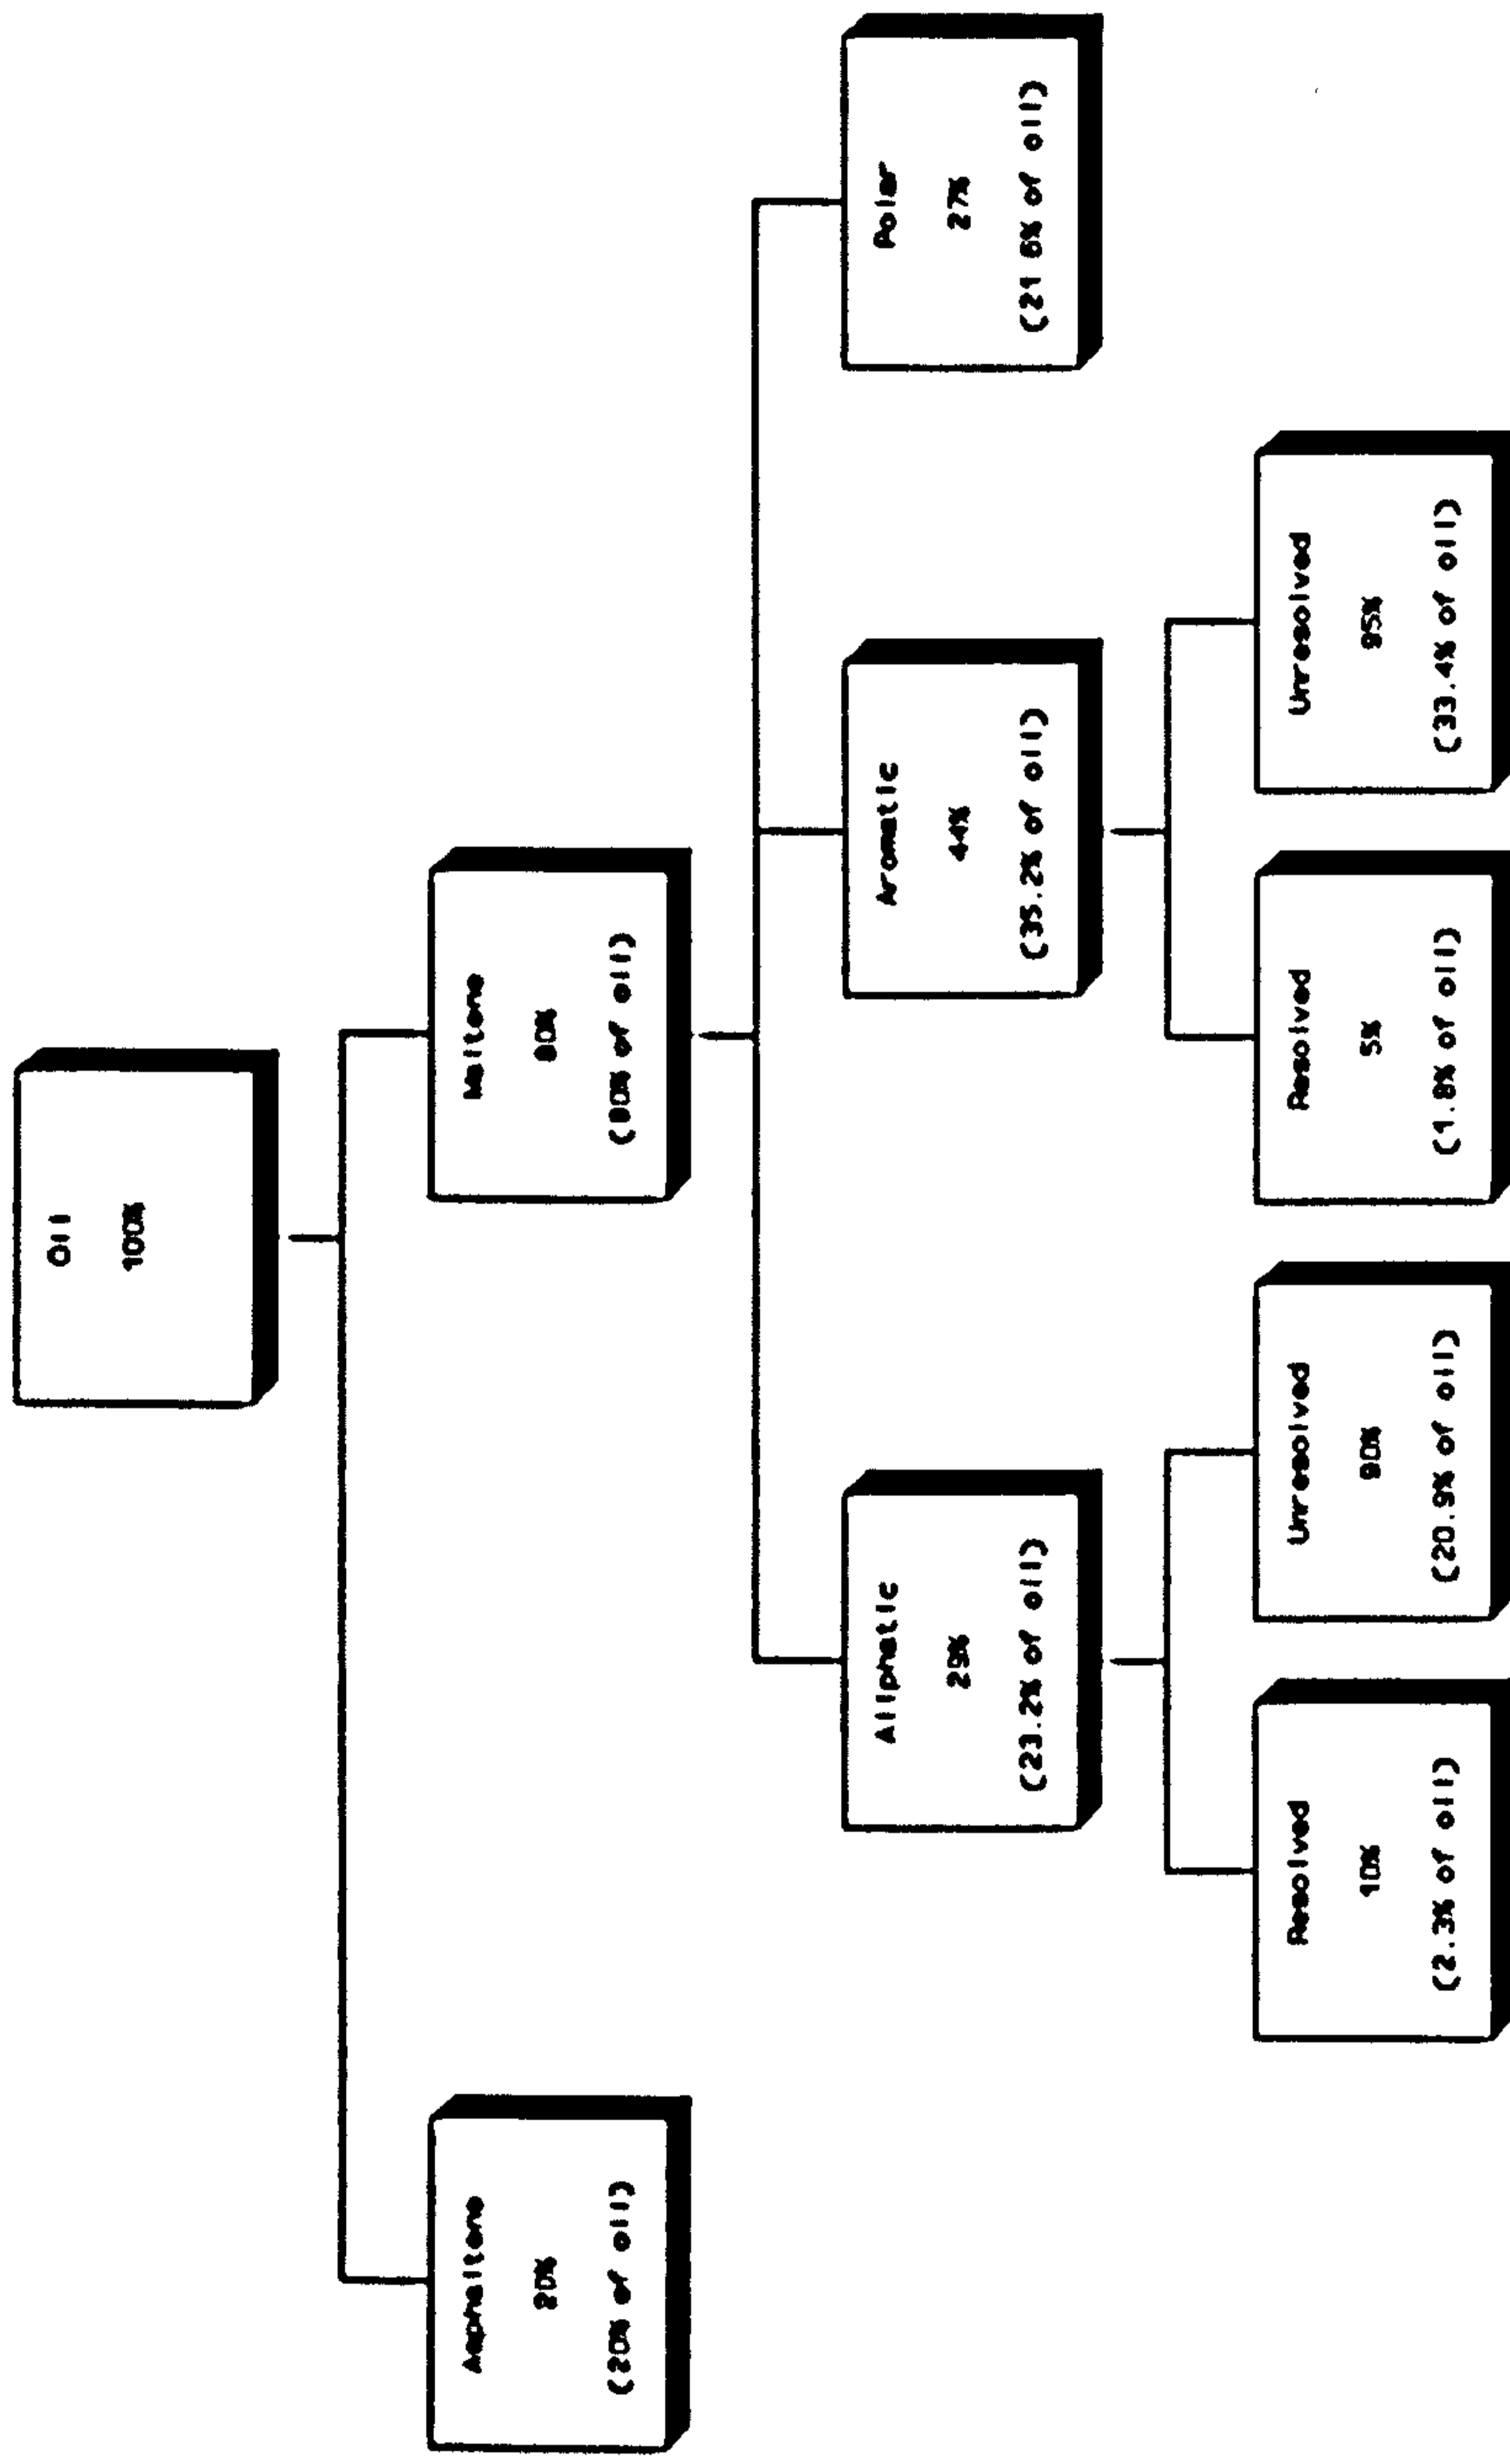 Oil
100%
Asphaltene
20%
(20% of oil)
Maltene
80%
(80% of oil)
Aliphatic
29%
(23.2% of oil)
Aromatic
44%
(35.2% of oil)
Polar
27%
(21 6% of oil)
Resolved
10%
(2.3% of oil)
Unresolved
90%
(20.9% of oil)
Resolved
5%
(1.8% of oil)
Unresolved
95%
(33.4% of oil)